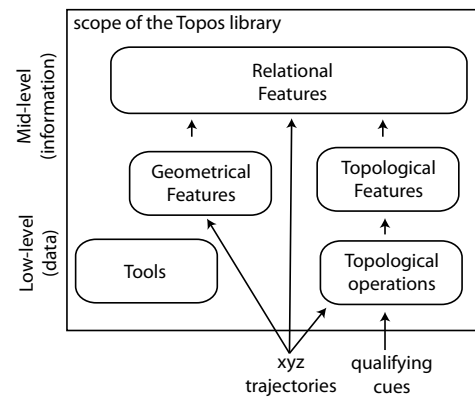 scope of the Topos library
Mid-level
(information)
Relational
Features
Geometrical
Features
Topological
Features
Low-level
(data)
Tools
Topological
operations
xyz
trajectories
qualifying
cues